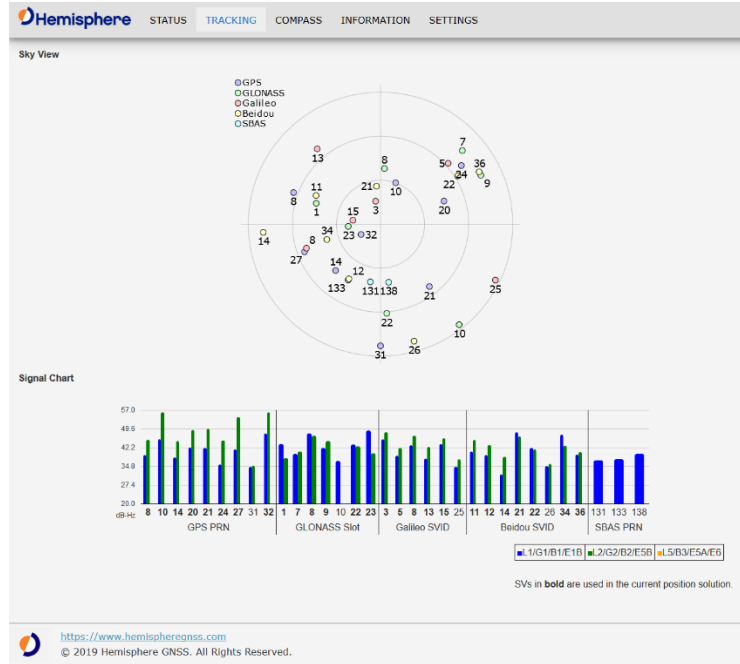 Hemisphere STATUS TRACKING COMPASS INFORMATION SETTINGS
Sky View
GPS
GLONASS
Galileo
Beidou
SBAS
7
13
8
5
36
24
22
9
11
21
10
8
1
3
20
15
34
23
32
14
8
27
14
12
133
131
138
21
25
22
10
31
26
Signal Chart
57.0
49.6
42.2
34.8
27.4
20.0
dB-Hz
8 10 14 20 21 24 27 31 32 1 7 8 9 10 22 23 3 5 8 13 15 25 11 12 14 21 22 26 34 36 131 133 138
GPS PRN GLONASS Slot Galileo SVID Beidou SVID SBAS PRN
L1/G1/B1/E1B L2/G2/B2/E5B L5/B3/E5A/E6
SVs in bold are used in the current position solution.
https://www.hemispheregnss.com
© 2019 Hemisphere GNSS. All Rights Reserved.